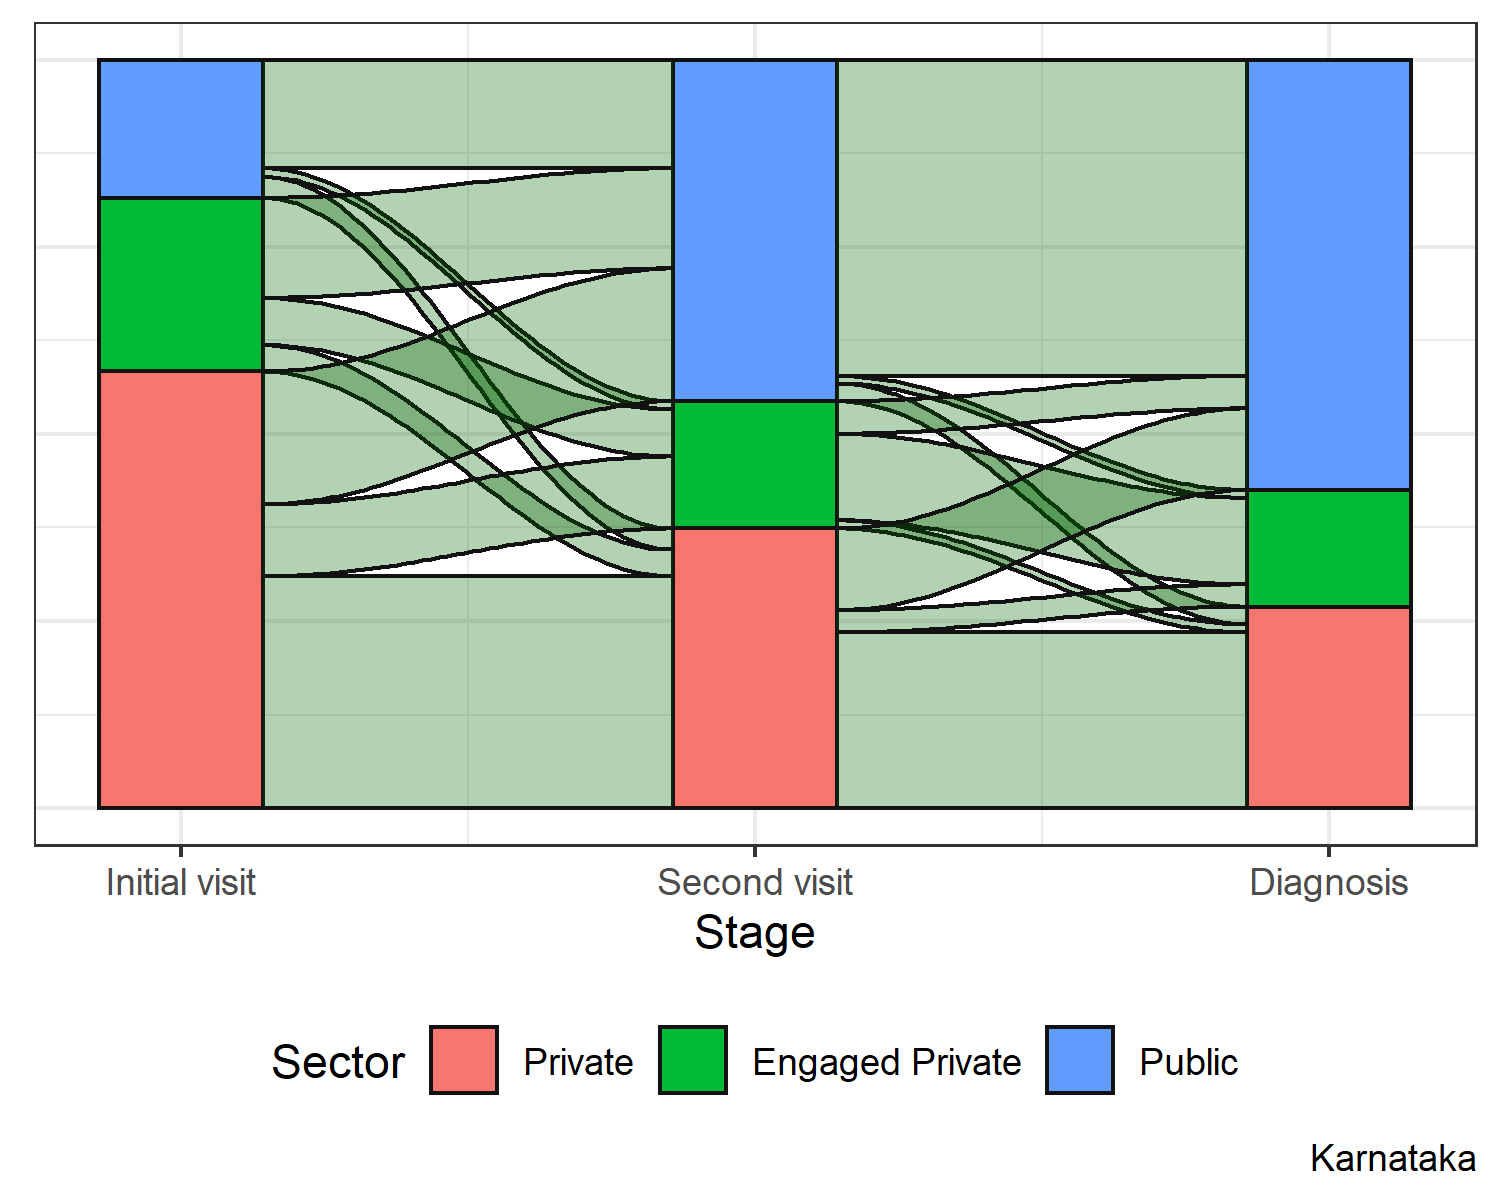 Initial visit Second visit Diagnosis
Stage
Sector Private Engaged Private Public
Karnataka